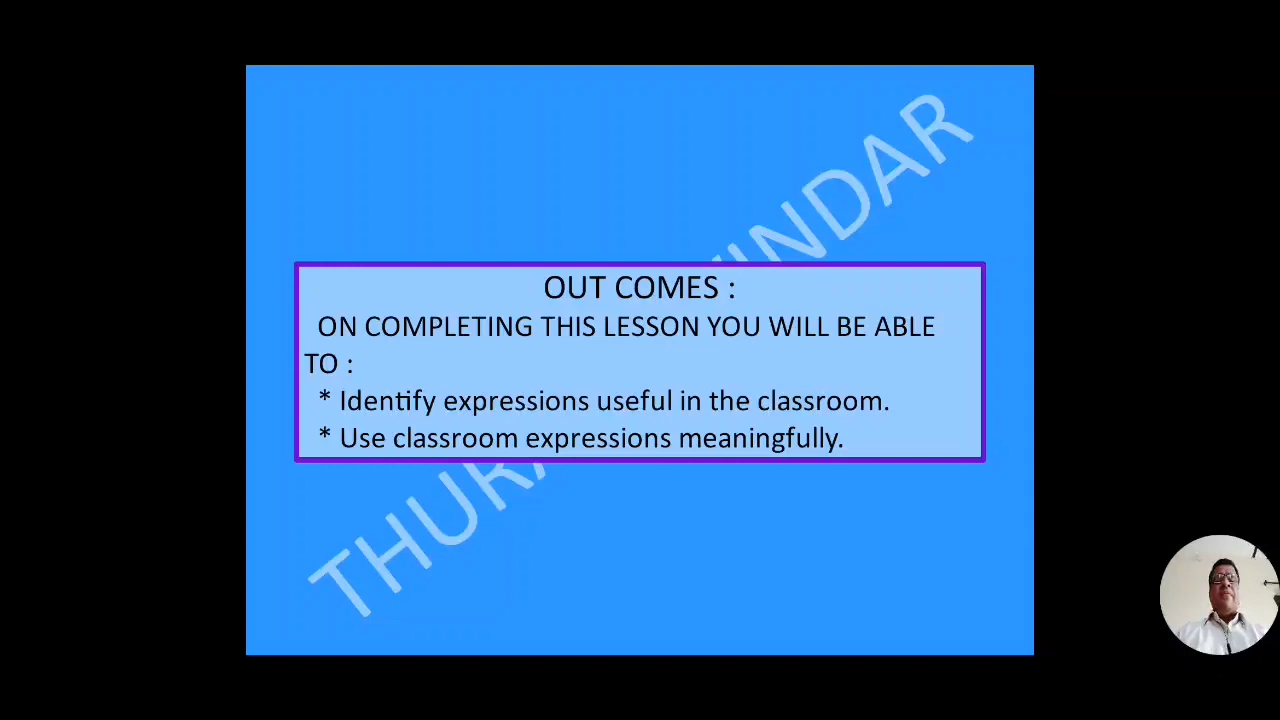 OUT COMES :
ON COMPLETING THIS LESSON YOU WILL BE ABLE
TO :
* Identify expressions useful in the classroom.
* Use classroom expressions meaningfully.